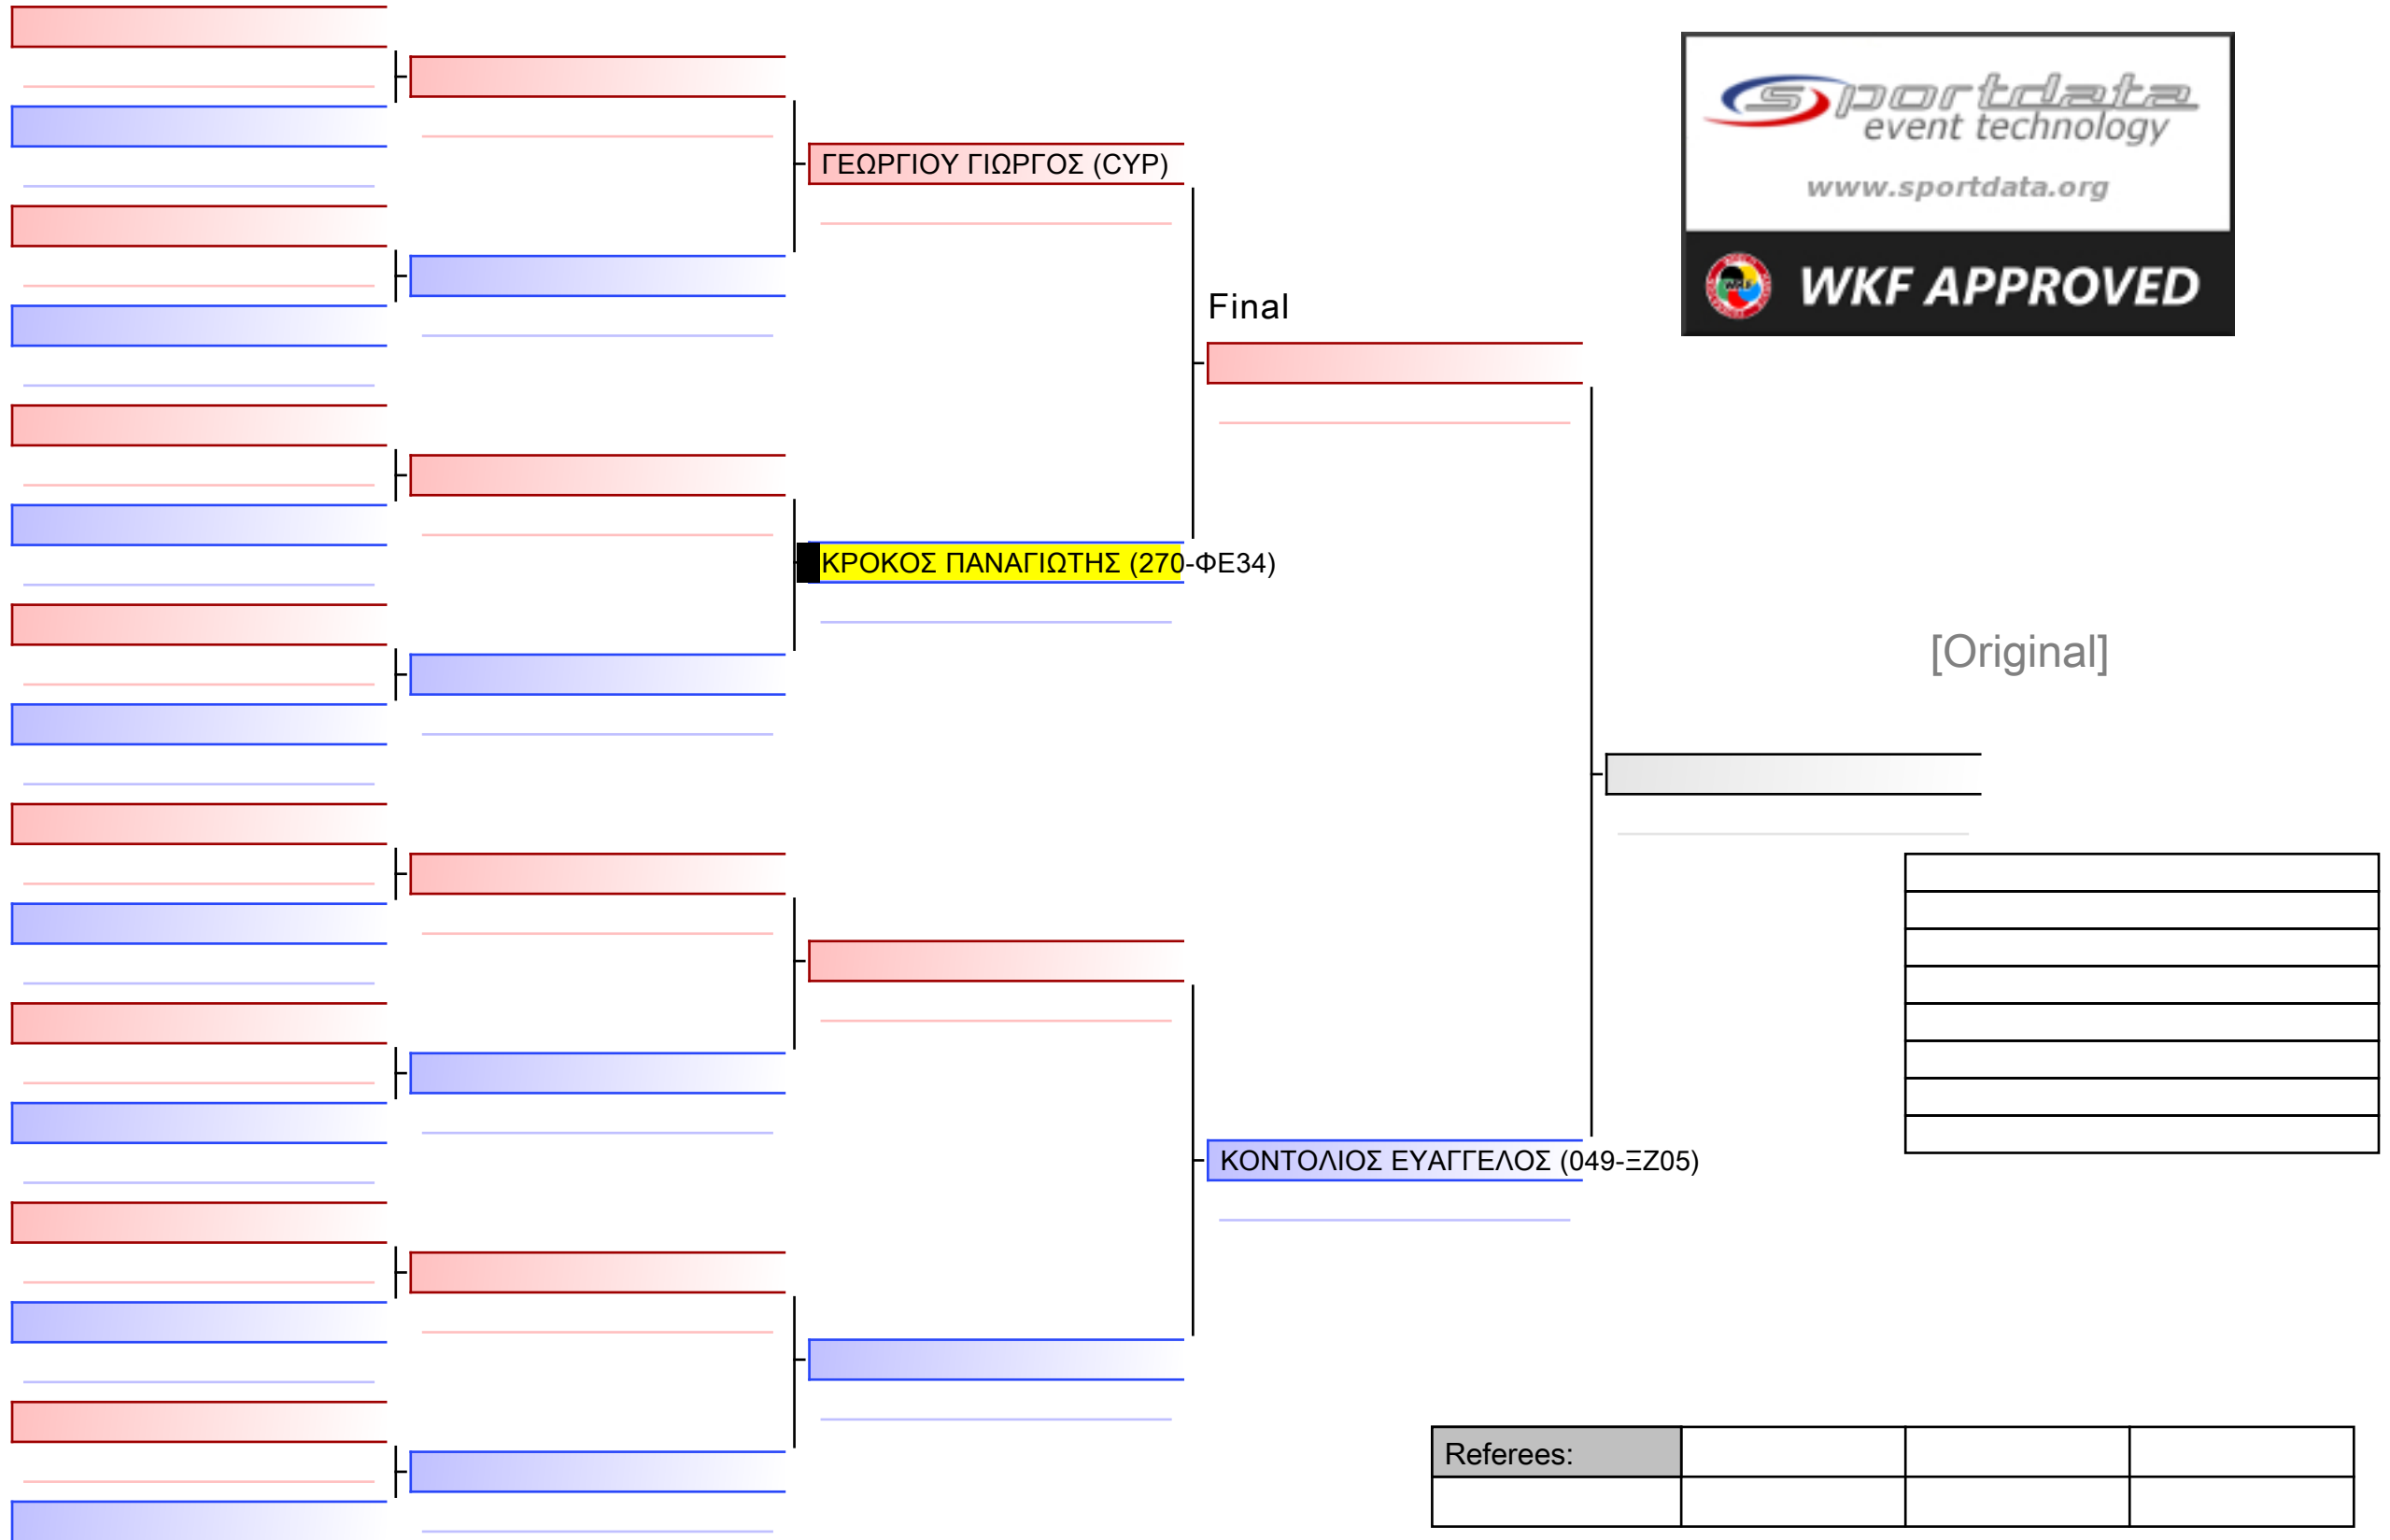 sportdata
event technology
www.sportdata.org
WKF APPROVED
ΓΕΩΡΓΙΟΥ ΓΙΩΡΓΟΣ (CYP)
Final
ΚΡΟΚΟΣ ΠΑΝΑΓΙΩΤΗΣ (270-ΦΕ34)
[Original]
ΚΟΝΤΟΛΙΟΣ ΕΥΑΓΓΕΛΟΣ (049-ΞΖ05)
Referees: